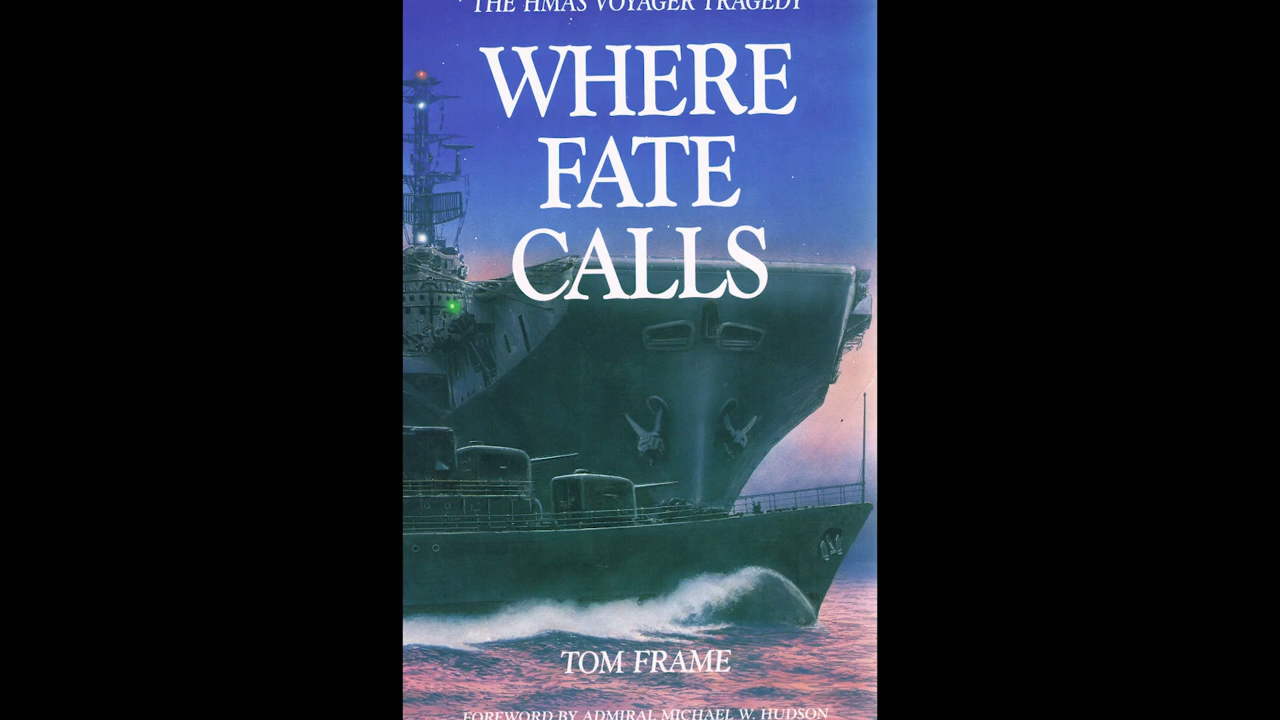 THE HMAS VOYAGER TRAGEDY
WHERE
FATE
CALLS
TOM FRAME
FOREWORD BY ADMIRAL MICHAEL W. HUDSON